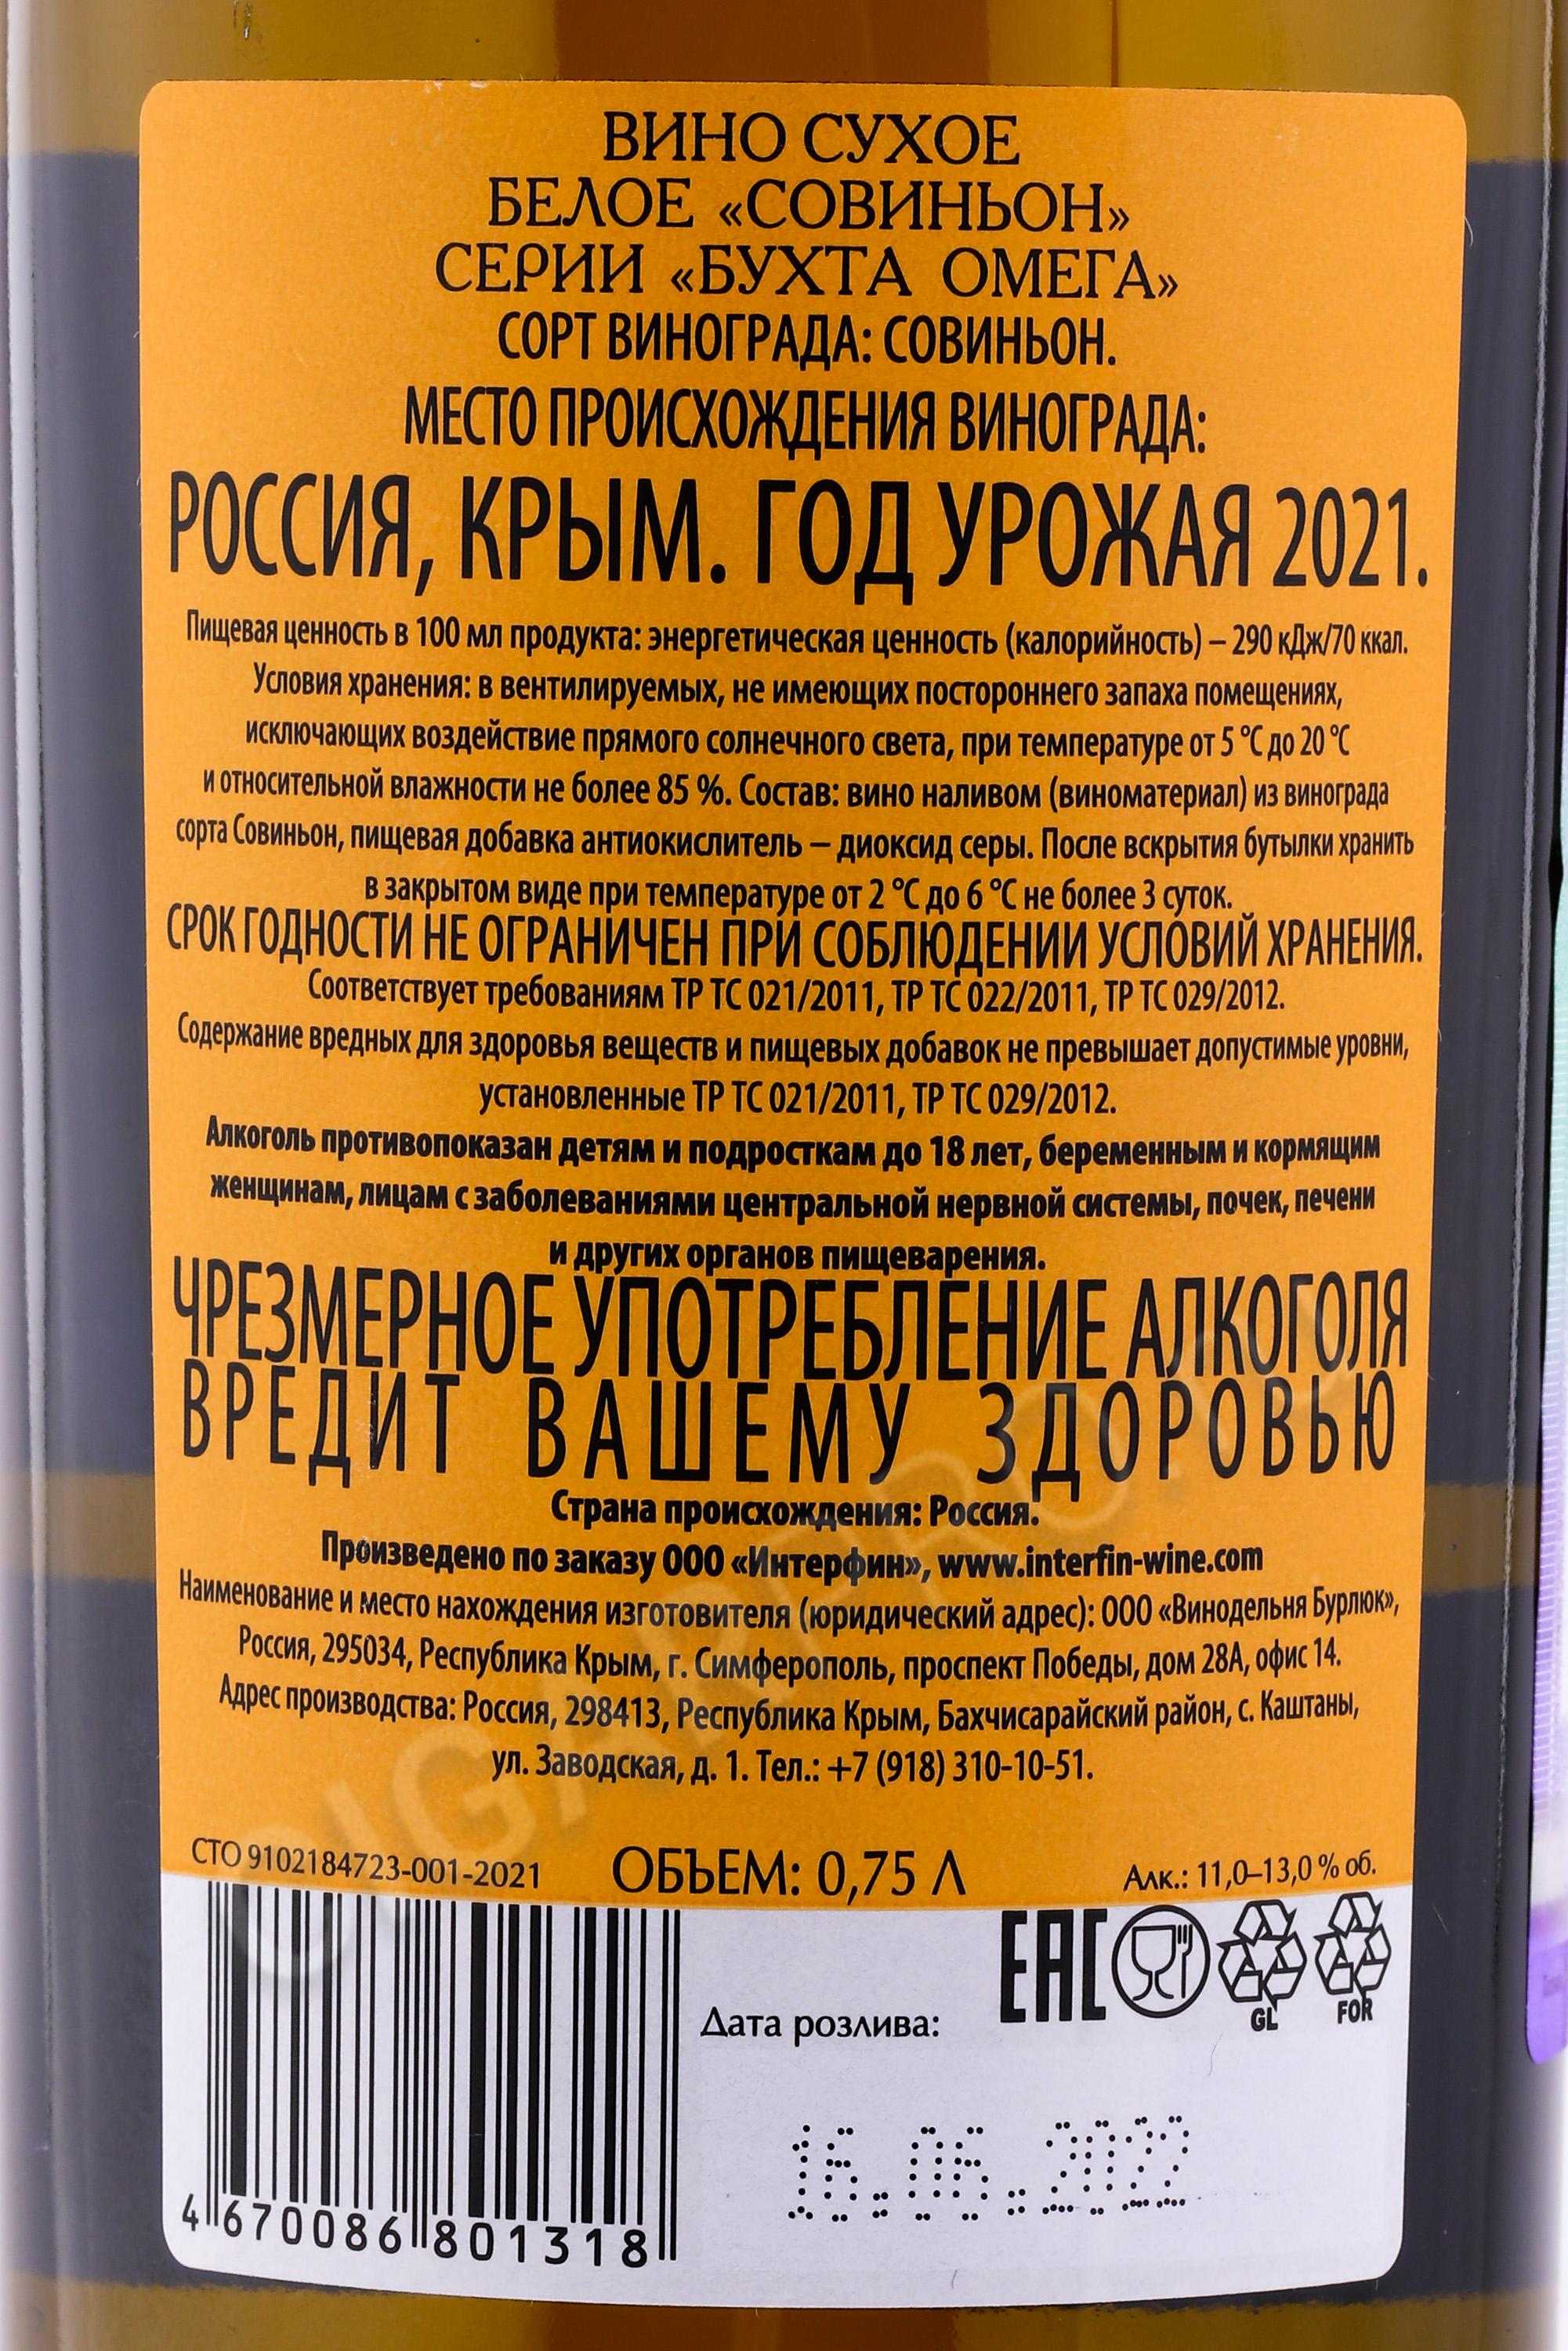 ВИНО СУХОЕ
БЕЛОЕ «СОВИНЬОН»
СЕРИИ «БУХТА ОМЕГА»
СОРТ ВИНОГРАДА: СОВИНЬОН.
МЕСТО ПРОИСХОЖДЕНИЯ ВИНОГРАДА:
РОССИЯ, КРЫМ. ГОД УРОЖАЯ 2021.
Пищевая ценность в 100 мл продукта: энергетическая ценность (калорийность) – 290 кДж/70 ккал.
Условия хранения: в вентилируемых, не имеющих постороннего запаха помещениях,
исключающих воздействие прямого солнечного света, при температуре от 5 °С до 20 °С
и относительной влажности не более 85 %. Состав: вино наливом (виноматериал) из винограда
сорта Совиньон, пищевая добавка антиокислитель – диоксид серы. После вскрытия бутылки хранить
в закрытом виде при температуре от 2 °С до 6 °С не более 3 суток.
СРОК ГОДНОСТИ НЕ ОГРАНИЧЕН ПРИ СОБЛЮДЕНИИ УСЛОВИЙ ХРАНЕНИЯ.
Соответствует требованиям ТР ТС 021/2011, ТР ТС 022/2011, ТР ТС 029/2012.
Содержание вредных для здоровья веществ и пищевых добавок не превышает допустимые уровни,
установленные ТР ТС 021/2011, ТР ТС 029/2012.
Алкоголь противопоказан детям и подросткам до 18 лет, беременным и кормящим
женщинам, лицам с заболеваниями центральной нервной системы, почек, печени
и других органов пищеварения.
ЧРЕЗМЕРНОЕ УПОТРЕБЛЕНИЕ АЛКОГОЛЯ
ВРЕДИТ ВАШЕМУ ЗДОРОВЬЮ
Страна происхождения: Россия.
Произведено по заказу ООО «Интерфин», www.interfin-wine.com
Наименование и место нахождения изготовителя (юридический адрес): ООО «Винодельня Бурлюк»,
Россия, 295034, Республика Крым, г. Симферополь, проспект Победы, дом 28А, офис 14.
Адрес производства: Россия, 298413, Республика Крым, Бахчисарайский район, с. Каштаны,
ул. Заводская, д. 1. Тел.: +7 (918) 310-10-51.
СТО 9102184723-001-2021
ОБЪЕМ: 0,75 Л
Алк.: 11,0–13,0 % об.
EAC
GL
FOR
Дата розлива:
16.06.2022
4 670086 801318